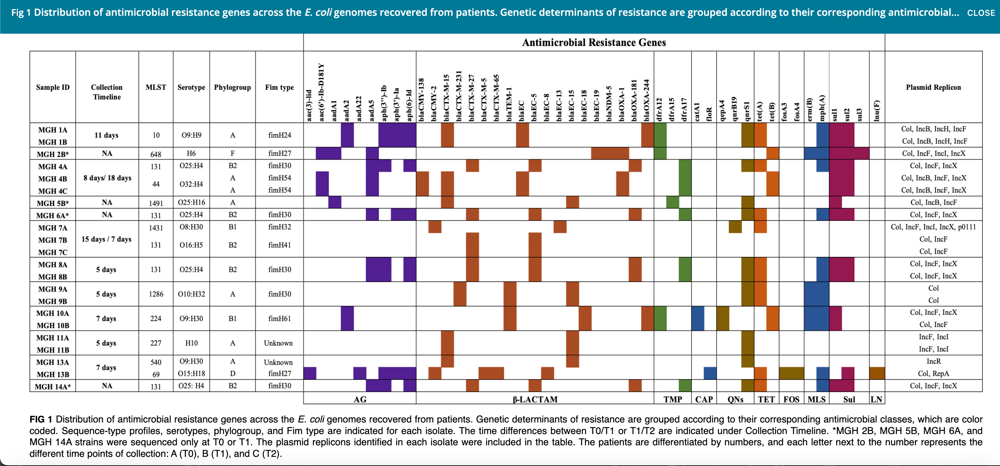 Fig 1 Distribution of antimicrobial resistance genes across the E. coli genomes recovered from patients. Genetic determinants of resistance are grouped according to their corresponding antimicrobial... CLOSE
Antimicrobial Resistance Genes
Sample ID
Collection
Timeline
MLST
Serotype
Phylogroup
Fim type
aac(3)-Iid
aac(6')-Ib-D181Y
aadA1
aadA2
aadA22
aadA5
aph(3'')-Ib
aph(3')-Ia
aph(6)-Id
blaCMY-138
blaCMY-2
blaCTX-M-15
blaCTX-M-231
blaCTX-M-27
blaCTX-M-5
blaCTX-M-65
blaTEM-1
blaEC
blaEC-5
blaEC-8
blaEC-13
blaEC-15
blaEC-18
blaEC-19
blaNDM-5
blaOXA-1
blaOXA-181
blaOXA-244
dfrA12
dfrA15
dfrA17
catA1
floR
qepA4
qnrB19
qnrS1
tet(A)
tet(B)
fosA3
fosA4
erm(B)
mph(A)
sul1
sul2
sul3
lnu(F)
Plasmid Replicon
MGH 1A
MGH 1B
11 days
10
O9:H9
A
fimH24
Col, IncB, IncH, IncF
Col, IncB, IncH, IncF
MGH 2B*
NA
648
H6
F
fimH27
Col, IncF, IncI, IncX
MGH 4A
131
O25:H4
B2
fimH30
Col, IncF, IncX
MGH 4B
8 days/ 18 days
44
O32:H4
A
fimH54
Col, IncB, IncF, IncX
MGH 4C
A
fimH54
Col, IncB, IncF, IncX
MGH 5B*
NA
1491
O25:H16
A
Col, IncB, IncF
MGH 6A*
NA
131
O25:H4
B2
fimH30
Col, IncF, IncX
MGH 7A
1431
O8:H30
B1
fimH32
Col, IncF, IncI, IncX, p0111
MGH 7B
MGH 7C
15 days / 7 days
131
O16:H5
B2
fimH41
Col, IncF
Col, IncF
MGH 8A
MGH 8B
5 days
131
O25:H4
B2
fimH30
Col, IncF, IncX
Col, IncF, IncX
MGH 9A
MGH 9B
5 days
1286
O10:H32
A
fimH30
Col
Col
MGH 10A
MGH 10B
7 days
224
O9:H30
B1
fimH61
Col, IncF, IncX
Col, IncF
MGH 11A
MGH 11B
5 days
227
H10
A
Unknown
IncF, IncI
IncF, IncI
MGH 13A
7 days
540
O9:H30
A
Unknown
IncR
MGH 13B
69
O15:H18
D
fimH27
Col, RepA
MGH 14A*
NA
131
O25: H4
B2
fimH30
Col, IncF, IncX
AG
β-LACTAM
TMP
CAP
QNs
TET
FOS
MLS
Sul
LN
FIG 1 Distribution of antimicrobial resistance genes across the E. coli genomes recovered from patients. Genetic determinants of resistance are grouped according to their corresponding antimicrobial classes, which are color
coded. Sequence-type profiles, serotypes, phylogroup, and Fim type are indicated for each isolate. The time differences between T0/T1 or T1/T2 are indicated under Collection Timeline. *MGH 2B, MGH 5B, MGH 6A, and
MGH 14A strains were sequenced only at T0 or T1. The plasmid replicons identified in each isolate were included in the table. The patients are differentiated by numbers, and each letter next to the number represents the
different time points of collection: A (T0), B (T1), and C (T2).